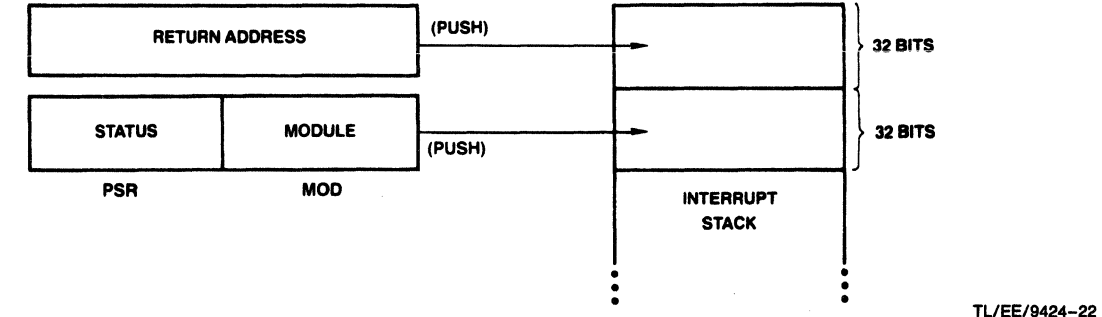 RETURN ADDRESS
(PUSH)
32 BITS
STATUS
MODULE
(PUSH)
32 BITS
PSR
MOD
INTERRUPT
STACK
TL/EE/9424-22